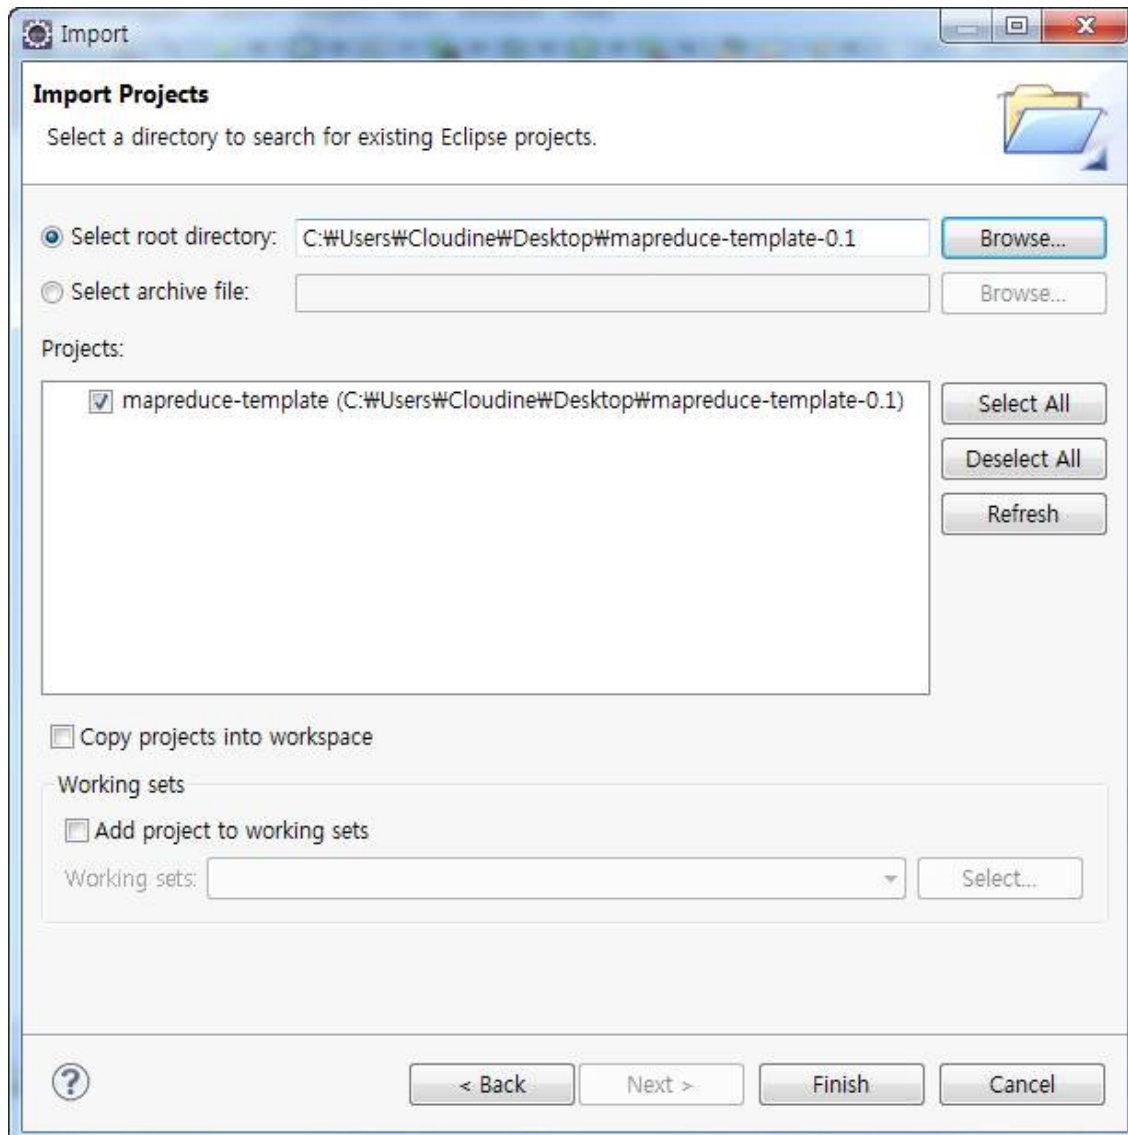 Import
Import Projects
Select a directory to search for existing Eclipse projects.
Select root directory: C:₩Users₩Cloudine₩Desktop₩mapreduce-template-0.1 Browse...
Select archive file: Browse...
Projects:
mapreduce-template (C:₩Users₩Cloudine₩Desktop₩mapreduce-template-0.1) Select All
Deselect All
Refresh
Copy projects into workspace
Working sets
Add project to working sets
Working sets: Select...
< Back Next > Finish Cancel